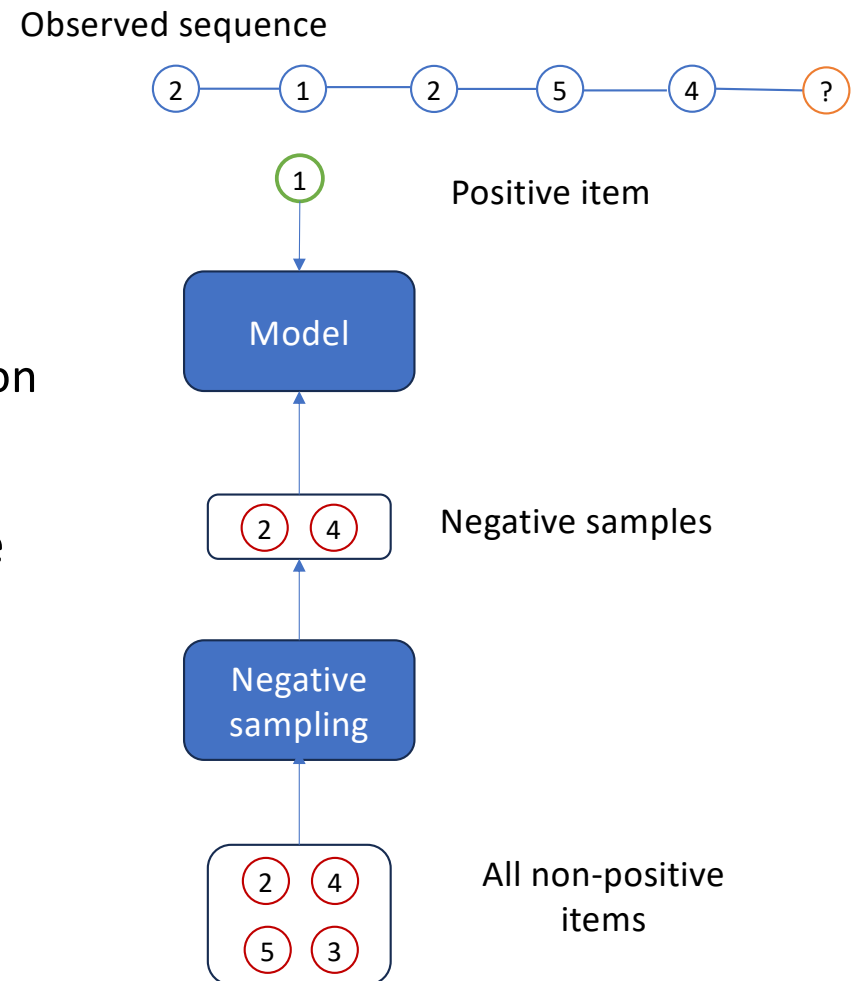 Observed sequence
2 1 2 5 4 ?
1
Positive item
Model
on
2 4
Negative samples
e
Negative
sampling
2 4
5 3
All non-positive
items